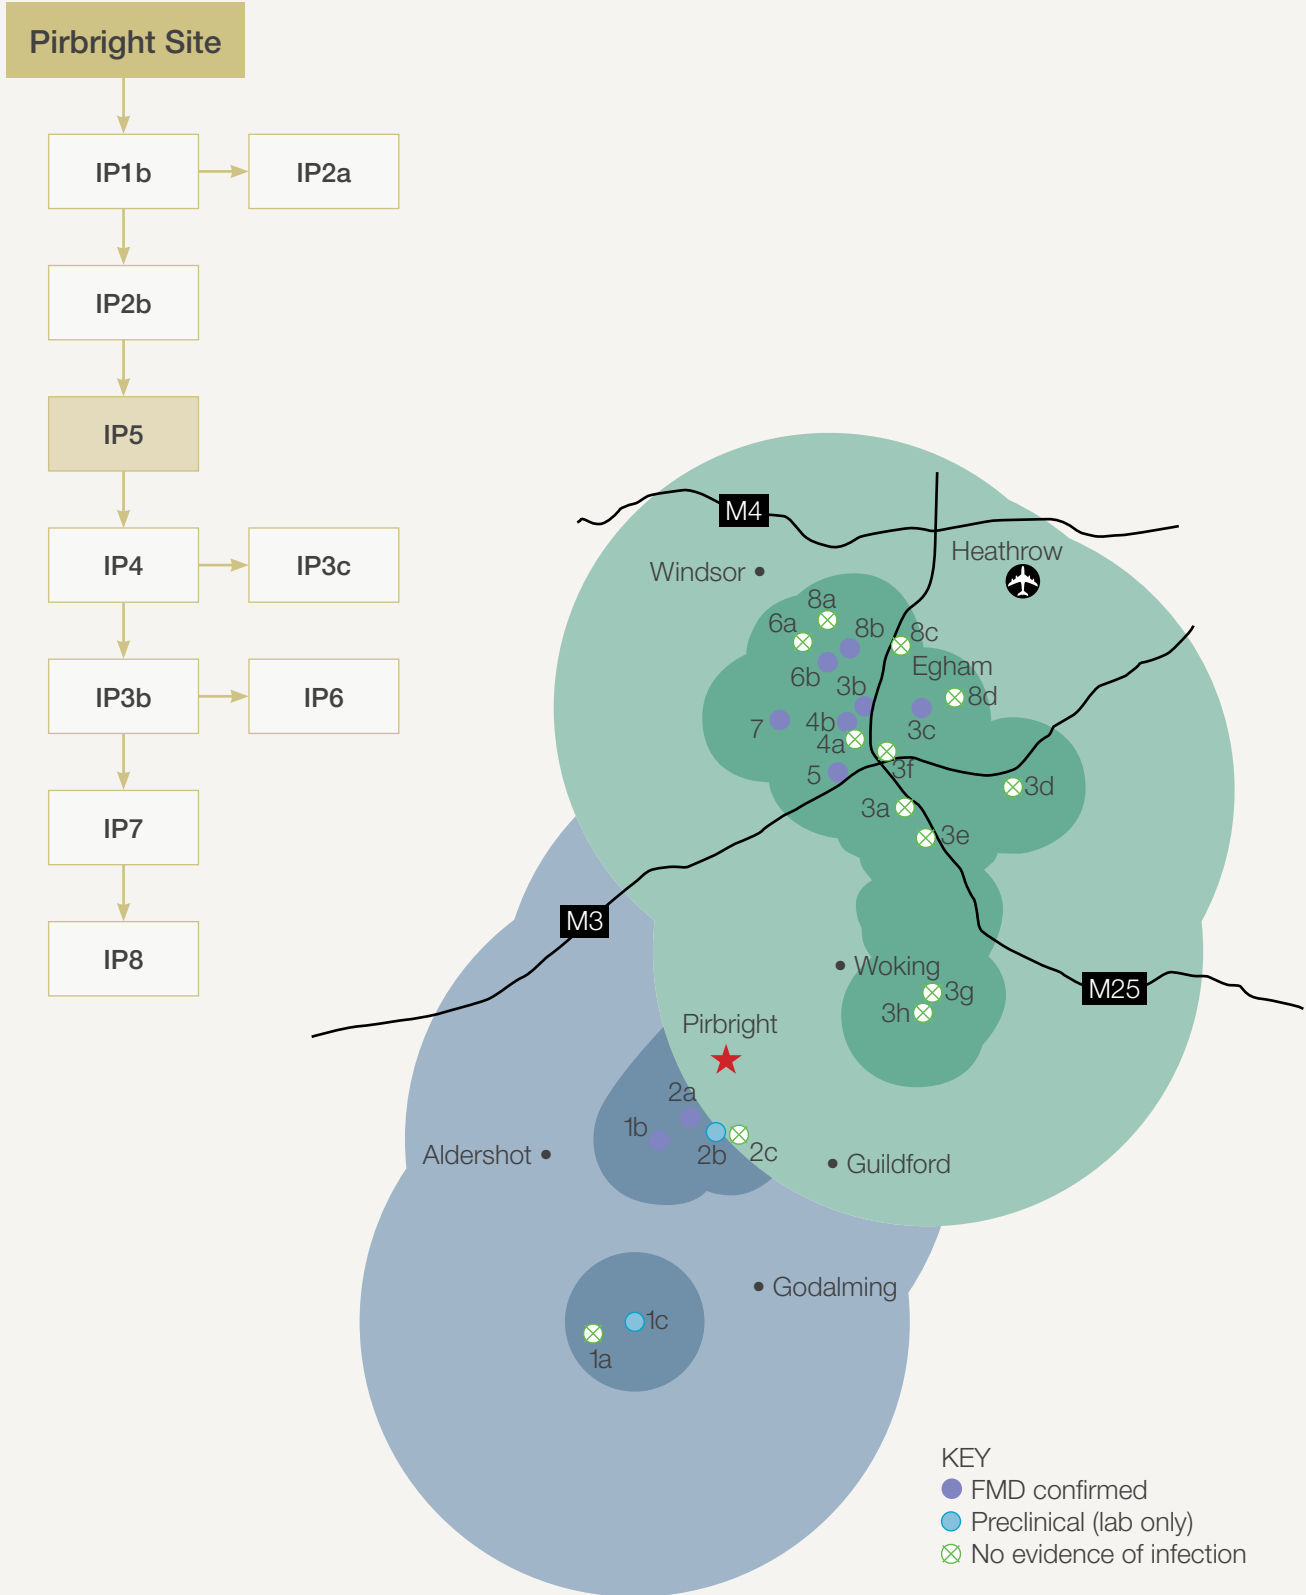 Pirbright Site
IP1b
IP2a
IP2b
IP5
IP4
IP3c
IP3b
IP6
IP7
IP8
M4
Heathrow
Windsor
8a
6a
8b
8c
Egham
6b
3b
8d
7
4b
3c
4a
5
3f
3d
3a
3e
M3
Woking
3g
M25
3h
Pirbright
2a
1b
2b
2c
Aldershot
Guildford
Godalming
1c
1a
KEY
FMD confirmed
Preclinical (lab only)
No evidence of infection